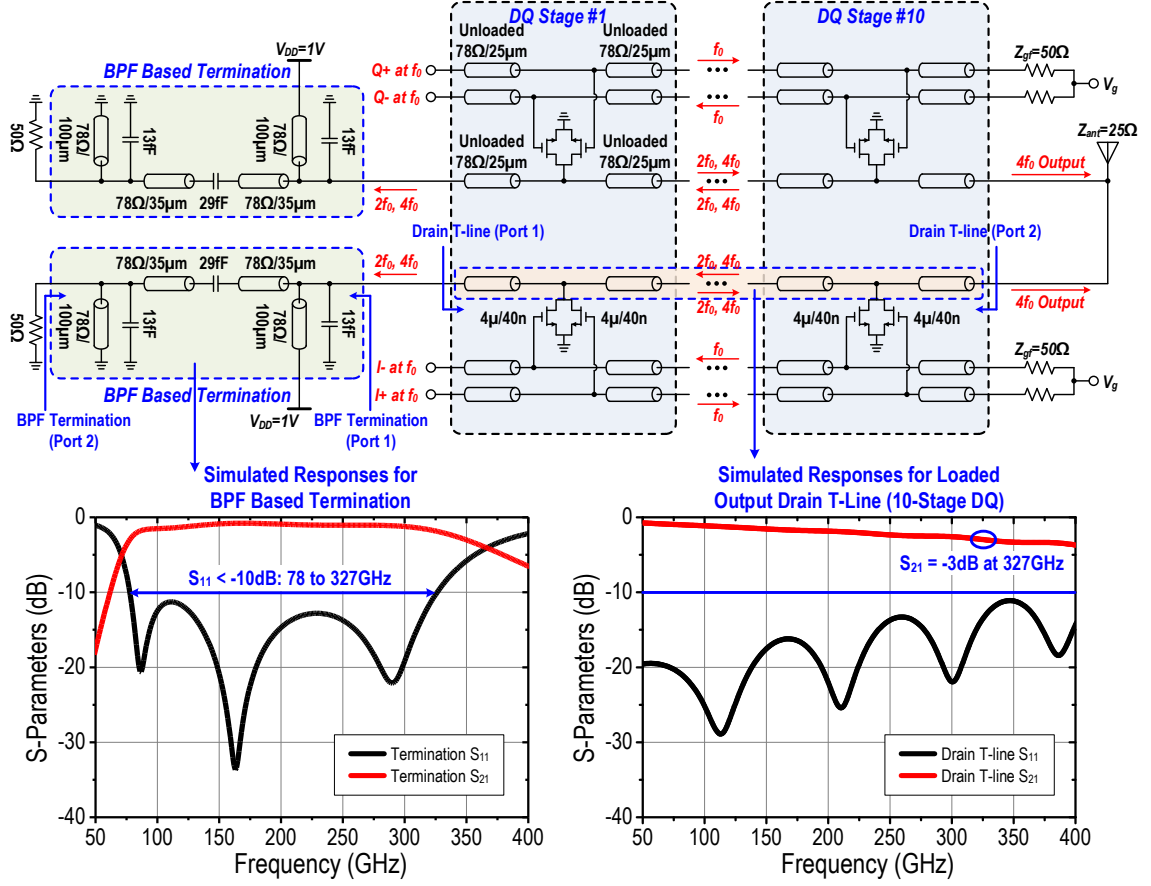 DQ Stage #1
DQ Stage #10
V_DD=1V
BPF Based Termination
Unloaded
78Ω/25µm
Unloaded
78Ω/25µm
Q+ at f₀
Q- at f₀
f₀
f₀
Z_gf=50Ω
V_g
50Ω
78Ω/
100µm
13fF
78Ω/
100µm
13fF
78Ω/35µm
29fF
78Ω/35µm
Unloaded
78Ω/25µm
Unloaded
78Ω/25µm
2f₀, 4f₀
2f₀, 4f₀
2f₀, 4f₀
Z_ant=25Ω
4f₀ Output
Drain T-line (Port 1)
Drain T-line (Port 2)
78Ω/35µm
29fF
78Ω/35µm
2f₀, 4f₀
2f₀, 4f₀
2f₀, 4f₀
4f₀ Output
50Ω
78Ω/
100µm
13fF
78Ω/
100µm
13fF
4µ/40n
4µ/40n
4µ/40n
4µ/40n
BPF Based Termination
I- at f₀
I+ at f₀
f₀
f₀
Z_gf=50Ω
V_g
BPF Termination
(Port 2)
V_DD=1V
BPF Termination
(Port 1)
Simulated Responses for
BPF Based Termination
Simulated Responses for Loaded
Output Drain T-Line (10-Stage DQ)
S-Parameters (dB)
0
-10
-20
-30
-40
S₁₁ < -10dB: 78 to 327GHz
Termination S₁₁
Termination S₂₁
50 100 150 200 250 300 350 400
Frequency (GHz)
S-Parameters (dB)
0
-10
-20
-30
-40
S₂₁ = -3dB at 327GHz
Drain T-line S₁₁
Drain T-line S₂₁
50 100 150 200 250 300 350 400
Frequency (GHz)